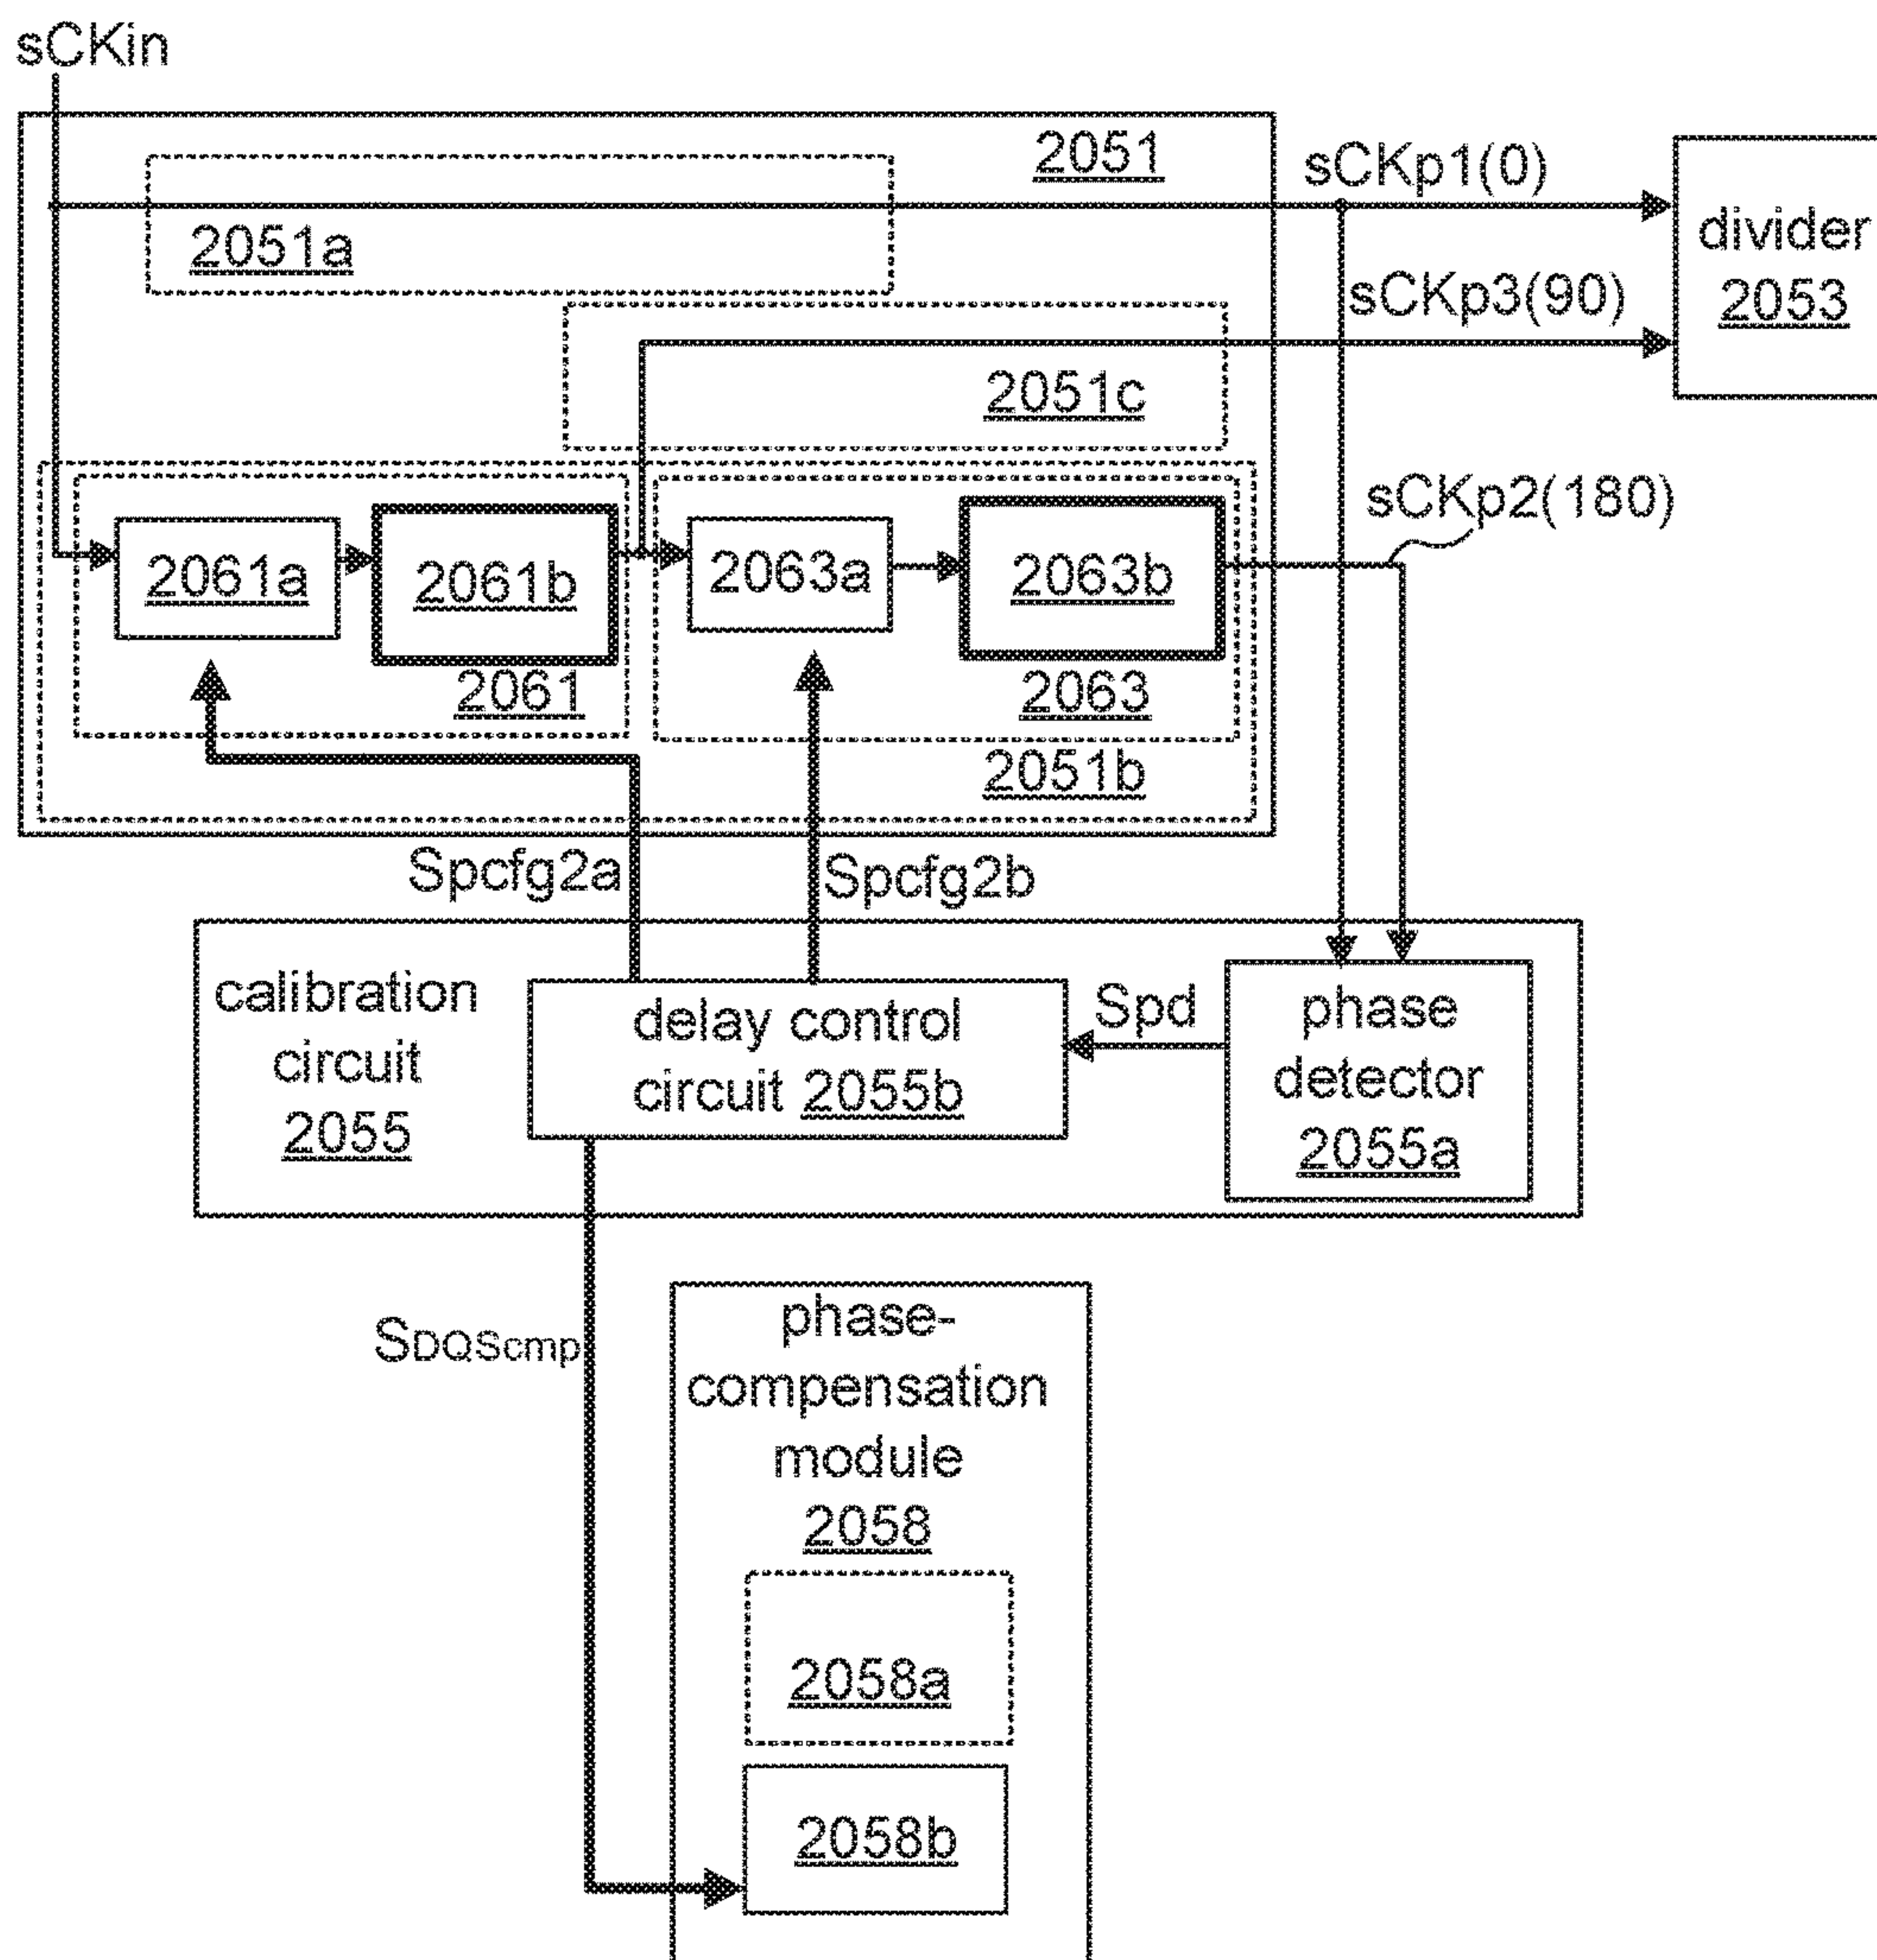 sCKin
2051
sCKp1(0)
divider
2053
2051a
sCKp3(90)
2051c
sCKp2(180)
2061a
2061b
2063a
2063b
2061
2063
2051b
Spcfg2a
Spcfg2b
calibration
circuit
2055
delay control
circuit 2055b
Spd
phase
detector
2055a
SDQScmp
phase-
compensation
module
2058
2058a
2058b